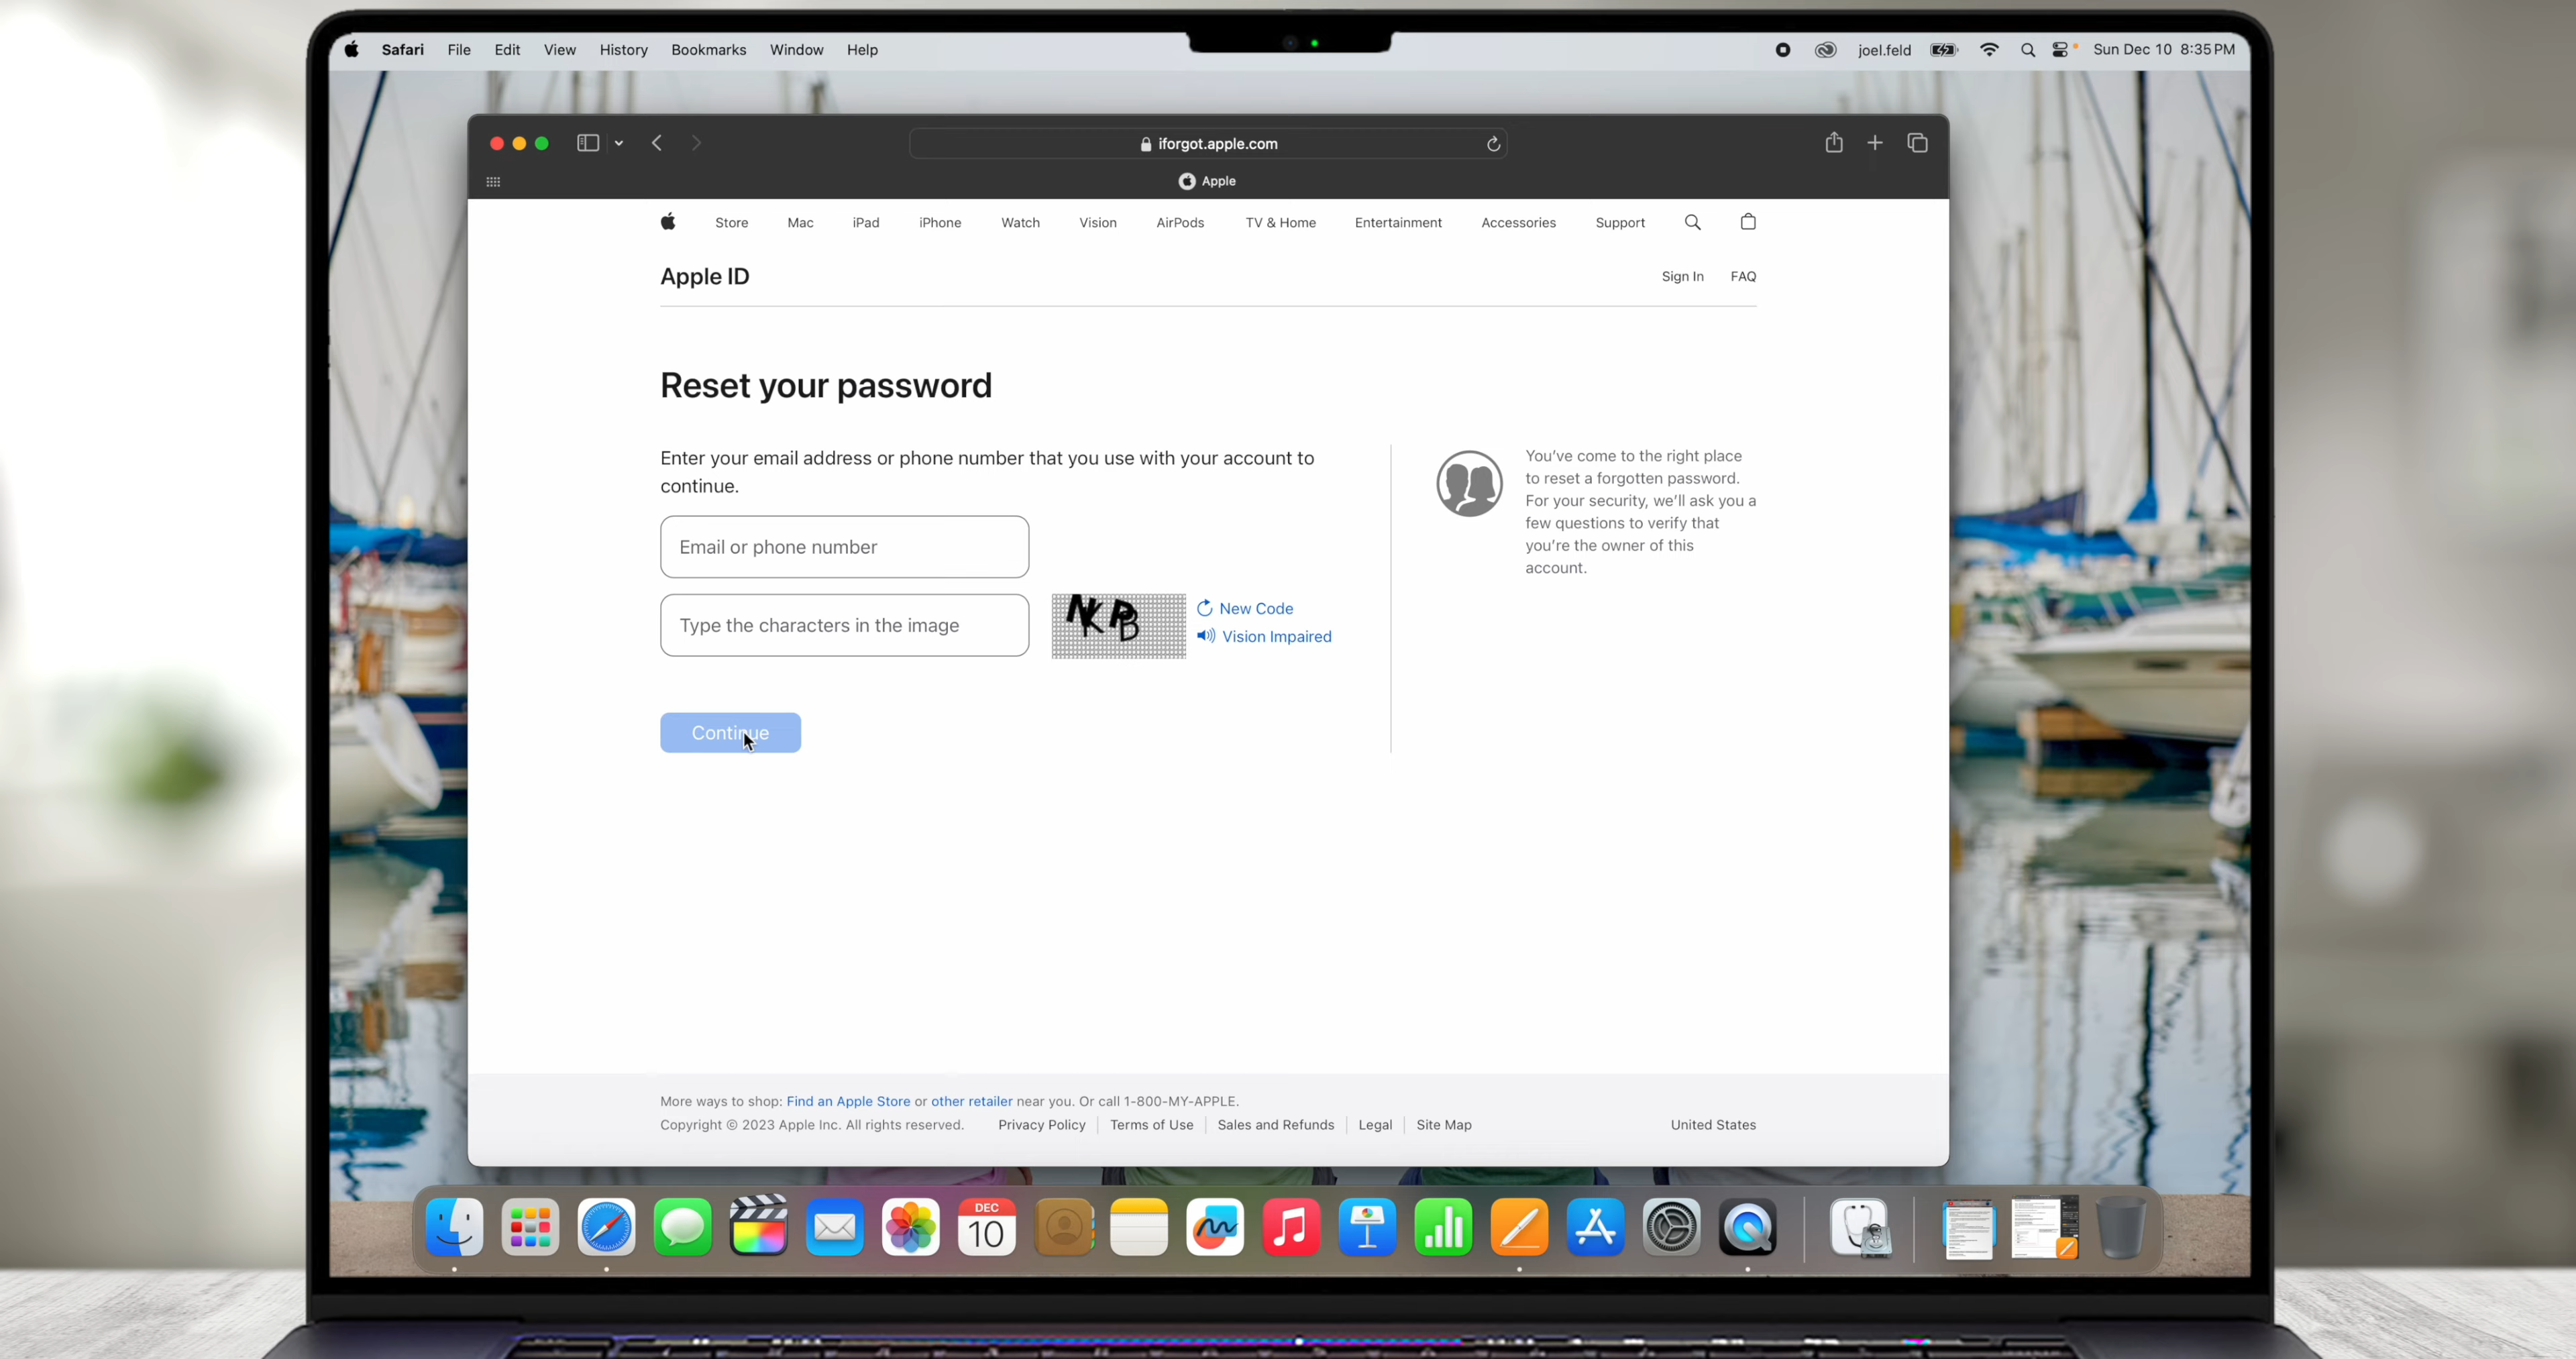 Safari File Edit View History Bookmarks Window Help
joel.feld Sun Dec 10 8:35 PM
iforgot.apple.com
Apple
Store Mac iPad iPhone Watch Vision AirPods TV & Home Entertainment Accessories Support
Apple ID
Sign In FAQ
Reset your password
Enter your email address or phone number that you use with your account to
continue.
Email or phone number
Type the characters in the image
New Code
Vision Impaired
Continue
You've come to the right place
to reset a forgotten password.
For your security, we'll ask you a
few questions to verify that
you're the owner of this
account.
More ways to shop: Find an Apple Store or other retailer near you. Or call 1-800-MY-APPLE.
Copyright © 2023 Apple Inc. All rights reserved. Privacy Policy Terms of Use Sales and Refunds Legal Site Map United States
DEC
10